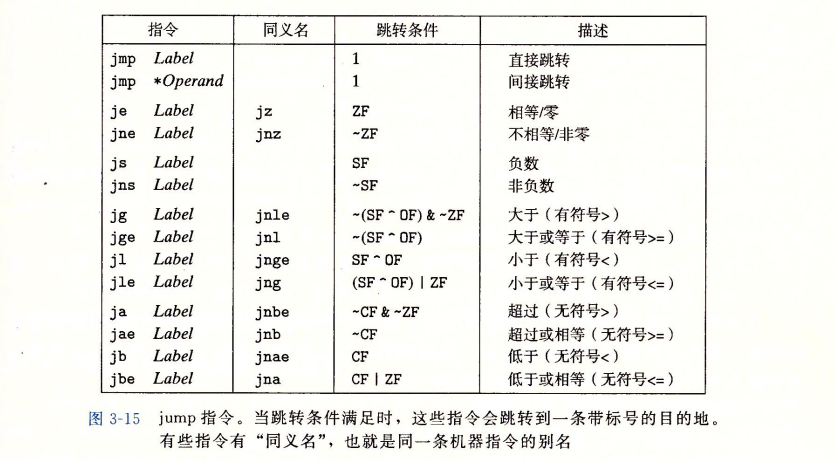 指令 同义名 跳转条件 描述
jmp Label 1 直接跳转
jmp *Operand 1 间接跳转
je Label jz ZF 相等/零
jne Label jnz ~ZF 不相等/非零
js Label SF 负数
jns Label ~SF 非负数
jg Label jnle ~(SF ^ OF) & ~ZF 大于（有符号>）
jge Label jnl ~(SF ^ OF) 大于或等于（有符号>=）
jl Label jnge SF ^ OF 小于（有符号<）
jle Label jng (SF ^ OF) | ZF 小于或等于（有符号<=）
ja Label jnbe ~CF & ~ZF 超过（无符号>）
jae Label jnb ~CF 超过或相等（无符号>=）
jb Label jnae CF 低于（无符号<）
jbe Label jna CF | ZF 低于或相等（无符号<=）
图 3-15 jump 指令。当跳转条件满足时，这些指令会跳转到一条带标号的目的地。
有些指令有“同义名”，也就是同一条机器指令的别名